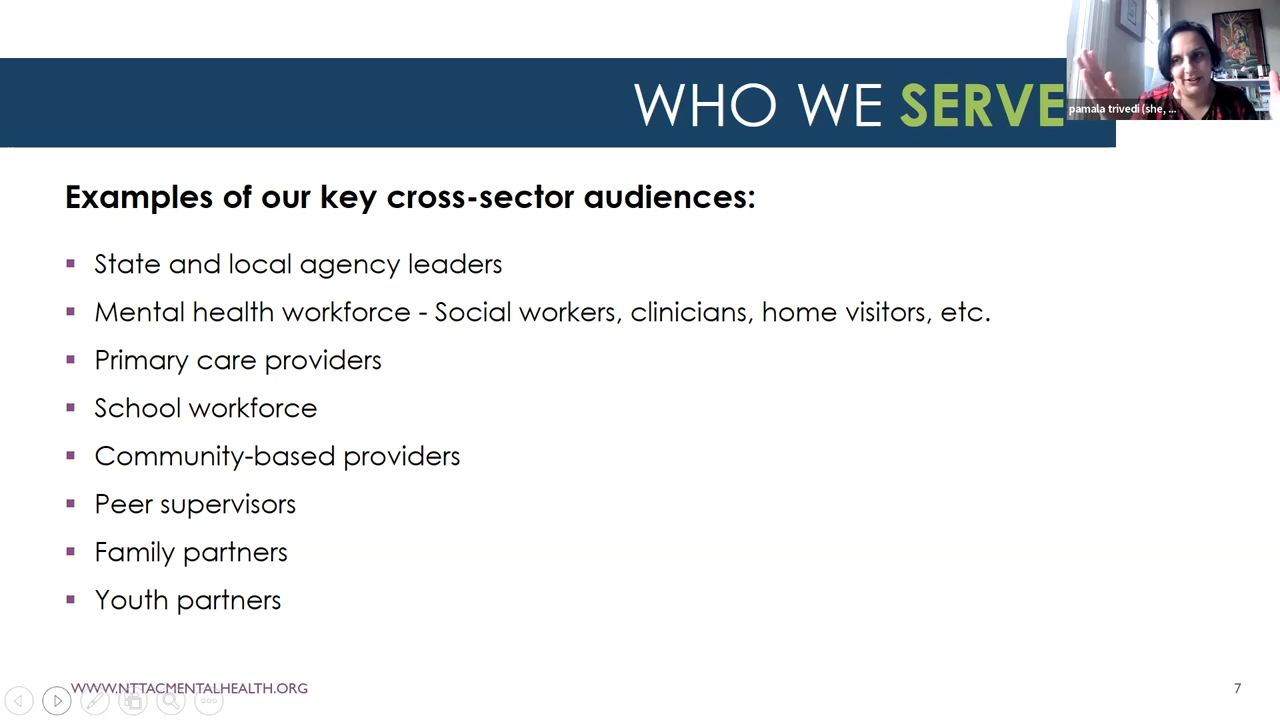 WHO WE SERVE
pamala trivedi (she, ...
Examples of our key cross-sector audiences:
▪ State and local agency leaders
▪ Mental health workforce - Social workers, clinicians, home visitors, etc.
▪ Primary care providers
▪ School workforce
▪ Community-based providers
▪ Peer supervisors
▪ Family partners
▪ Youth partners
WWW.NTTACMENTALHEALTH.ORG
7